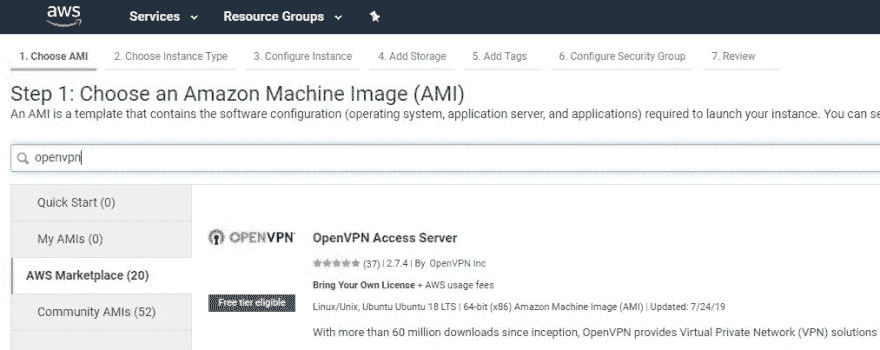 aws Services Resource Groups
1. Choose AMI 2. Choose Instance Type 3. Configure Instance 4. Add Storage 5. Add Tags 6. Configure Security Group 7. Review
Step 1: Choose an Amazon Machine Image (AMI)
An AMI is a template that contains the software configuration (operating system, application server, and applications) required to launch your instance. You can se
openvpn
Quick Start (0)
My AMIs (0)
AWS Marketplace (20)
Community AMIs (52)
OPENVPN
Free tier eligible
OpenVPN Access Server
(37) | 2.7.4 | By OpenVPN Inc
Bring Your Own License + AWS usage fees
Linux/Unix, Ubuntu Ubuntu 18 LTS | 64-bit (x86) Amazon Machine Image (AMI) | Updated: 7/24/19
With more than 60 million downloads since inception, OpenVPN provides Virtual Private Network (VPN) solutions